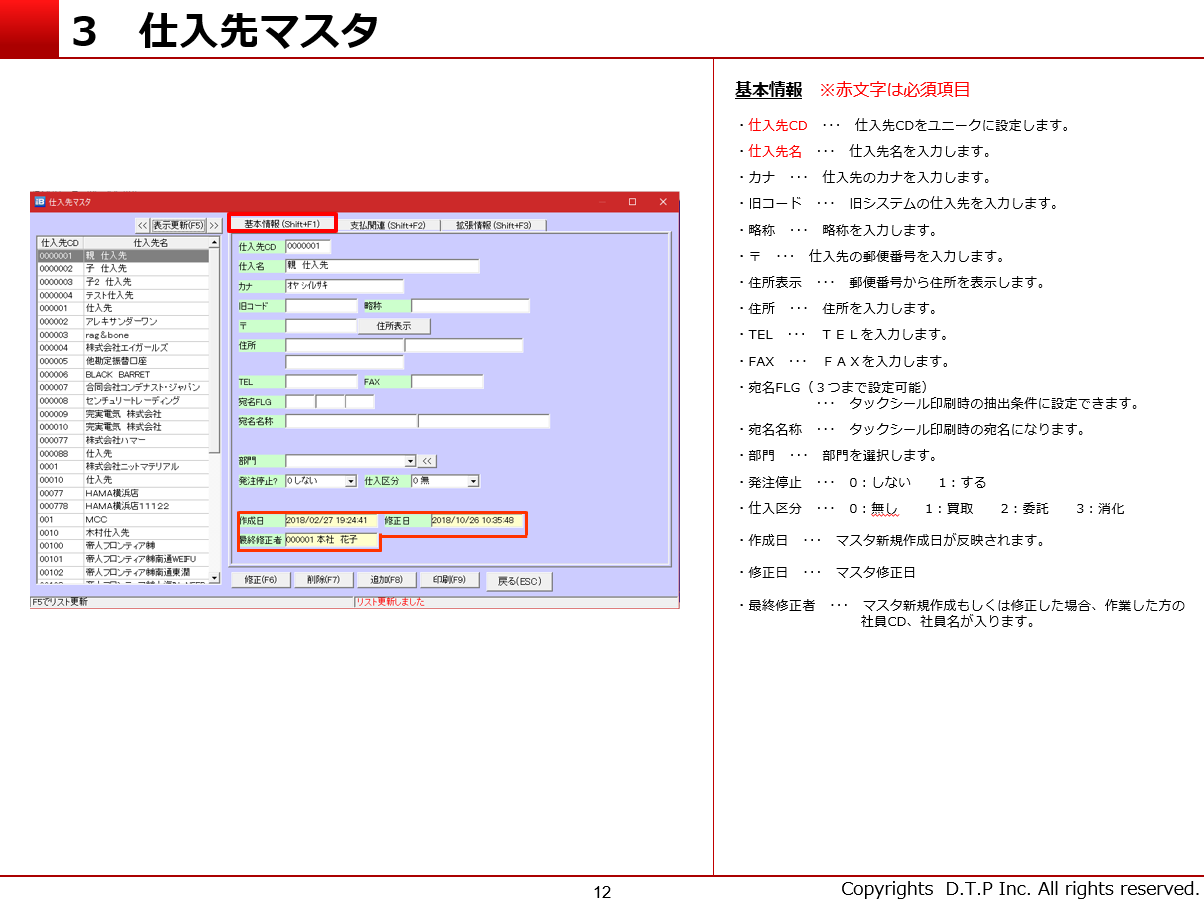 3　仕入先マスタ
仕入先マスタ
<< 表示更新(F5) >>
仕入先CD 仕入先名
0000001 親 仕入先
0000002 子 仕入先
0000003 子2 仕入先
0000004 テスト仕入先
000001 仕入先
000002 アレキサンダーワン
000003 rag&bone
000004 株式会社エイガールズ
000005 他勘定振替口座
000006 BLACK BARRET
000007 合同会社コンデナスト・ジャパン
000008 センチュリートレーディング
000009 完実電気 株式会社
000010 完実電気 株式会社
000077 株式会社ハマー
000088 仕入先
0001 株式会社ニットマテリアル
00010 仕入先
00077 HAMA横浜店
000778 HAMA横浜店11122
001 MCC
0010 木村仕入先
00100 帝人フロンティア㈱
00101 帝人フロンティア㈱南通WEIFU
00102 帝人フロンティア㈱南通東潤
基本情報(Shift+F1) 支払関連(Shift+F2) 拡張情報(Shift+F3)
仕入先CD 0000001
仕入名 親 仕入先
カナ ｵﾔ ｼｲﾚｻｷ
旧コード 略称
〒 住所表示
住所
TEL FAX
宛名FLG
宛名名称
部門 <<
発注停止? 0 しない 仕入区分 0 無
作成日 2018/02/27 19:24:41 修正日 2018/10/26 10:35:48
最終修正者 000001 本社 花子
修正(F6) 削除(F7) 追加(F8) 印刷(F9) 戻る(ESC)
F5でリスト更新 リスト更新しました
基本情報　※赤文字は必須項目
・仕入先CD　･･･　仕入先CDをユニークに設定します。
・仕入先名　･･･　仕入先名を入力します。
・カナ　･･･　仕入先のカナを入力します。
・旧コード　･･･　旧システムの仕入先を入力します。
・略称　･･･　略称を入力します。
・〒　･･･　仕入先の郵便番号を入力します。
・住所表示　･･･　郵便番号から住所を表示します。
・住所　･･･　住所を入力します。
・TEL　･･･　ＴＥＬを入力します。
・FAX　･･･　ＦＡＸを入力します。
・宛名FLG（３つまで設定可能）
･･･　タックシール印刷時の抽出条件に設定できます。
・宛名名称　･･･　タックシール印刷時の宛名になります。
・部門　･･･　部門を選択します。
・発注停止　･･･　０：しない　　１：する
・仕入区分　･･･　０：無し　　１：買取　　２：委託　　３：消化
・作成日　･･･　マスタ新規作成日が反映されます。
・修正日　･･･　マスタ修正日
・最終修正者　･･･　マスタ新規作成もしくは修正した場合、作業した方の
社員CD、社員名が入ります。
12
Copyrights D.T.P Inc. All rights reserved.